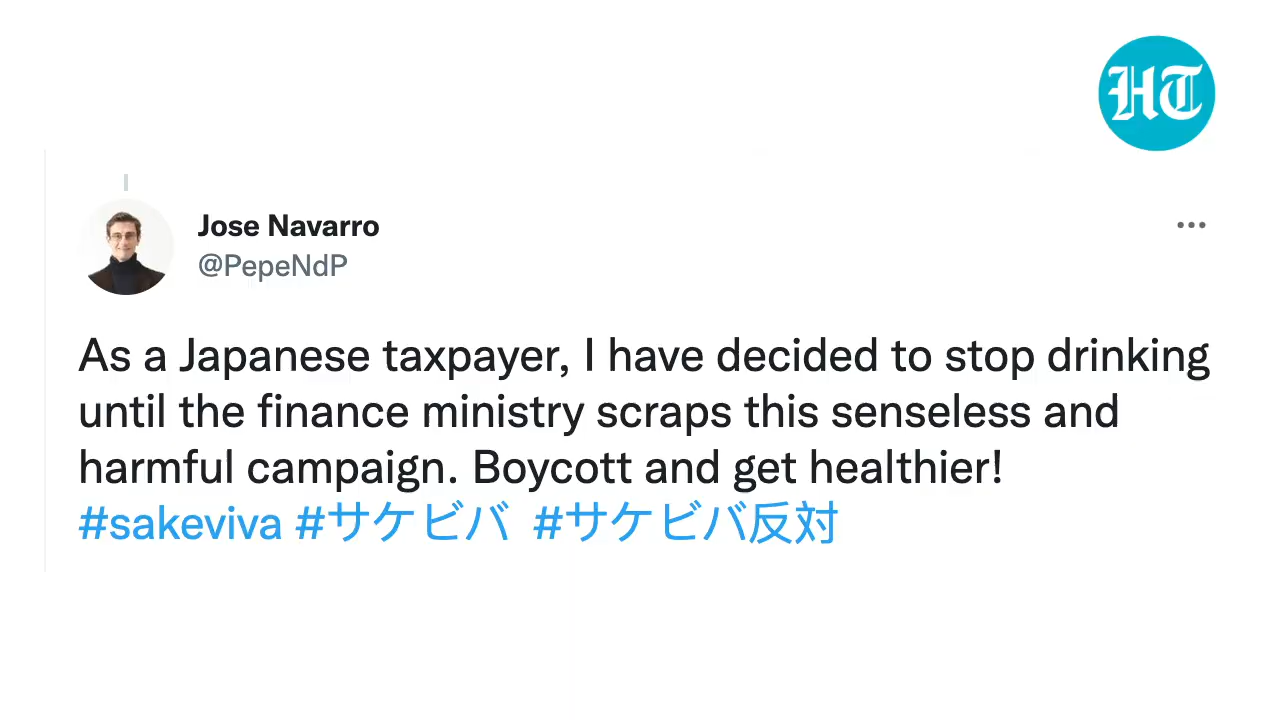 HT
Jose Navarro
@PepeNdP
As a Japanese taxpayer, I have decided to stop drinking
until the finance ministry scraps this senseless and
harmful campaign. Boycott and get healthier!
#sakeviva #サケビバ #サケビバ反対